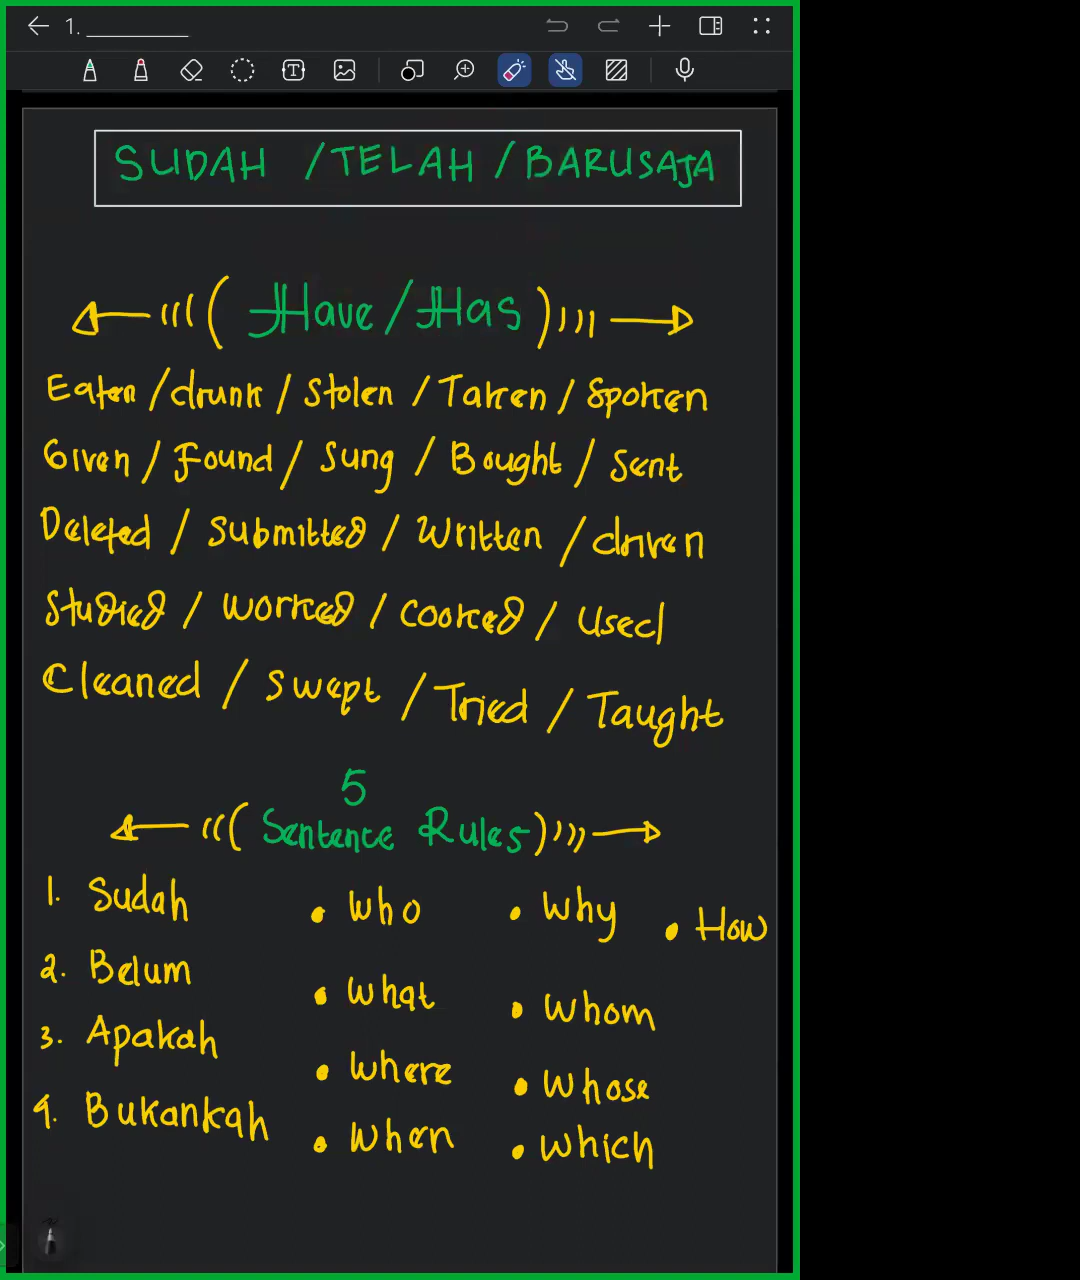 1. __________
SUDAH / TELAH / BARUSAJA
Have / Has
Eaten / drunk / Stolen / Taken / Spoken
Given / Found / Sung / Bought / Sent
Deleted / Submitted / Written / driven
Studied / Worked / Cooked / Used
Cleaned / Swept / Tried / Taught
5
Sentence Rules
1. Sudah • Who • Why • How
2. Belum • What • Whom
3. Apakah • Where • Whose
4. Bukankah • When • Which